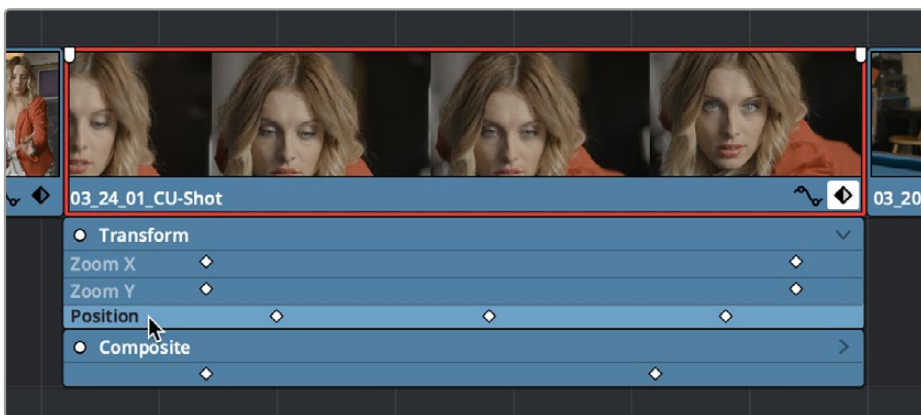 03_24_01_CU-Shot
03_20
Transform
Zoom X
Zoom Y
Position
Composite